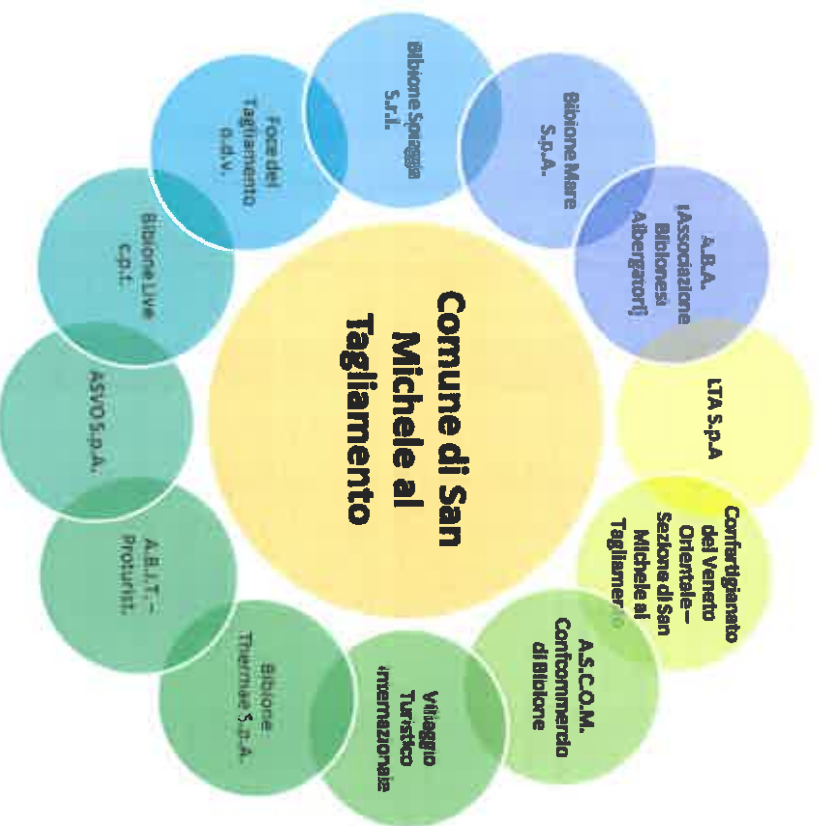 Comune di San
Michele al
Tagliamento
LTA S.p.A
Confartigianato
del Veneto
Orientale –
Sezione di San
Michele al
Tagliamento
A.S.C.O.M.
Confcommercio
di Bibione
Villaggio
Turistico
Internazionale
Bibione
Thermae S.p.A.
A.B.I.T. –
Proturist.
ASVO S.p.A.
Bibione Live
c.p.t.
Foce del
Tagliamento
o.d.v.
Bibione Spiaggia
S.r.l.
Bibione Mare
S.p.A.
A.B.A.
(Associazione
Bibionesi
Albergatori)